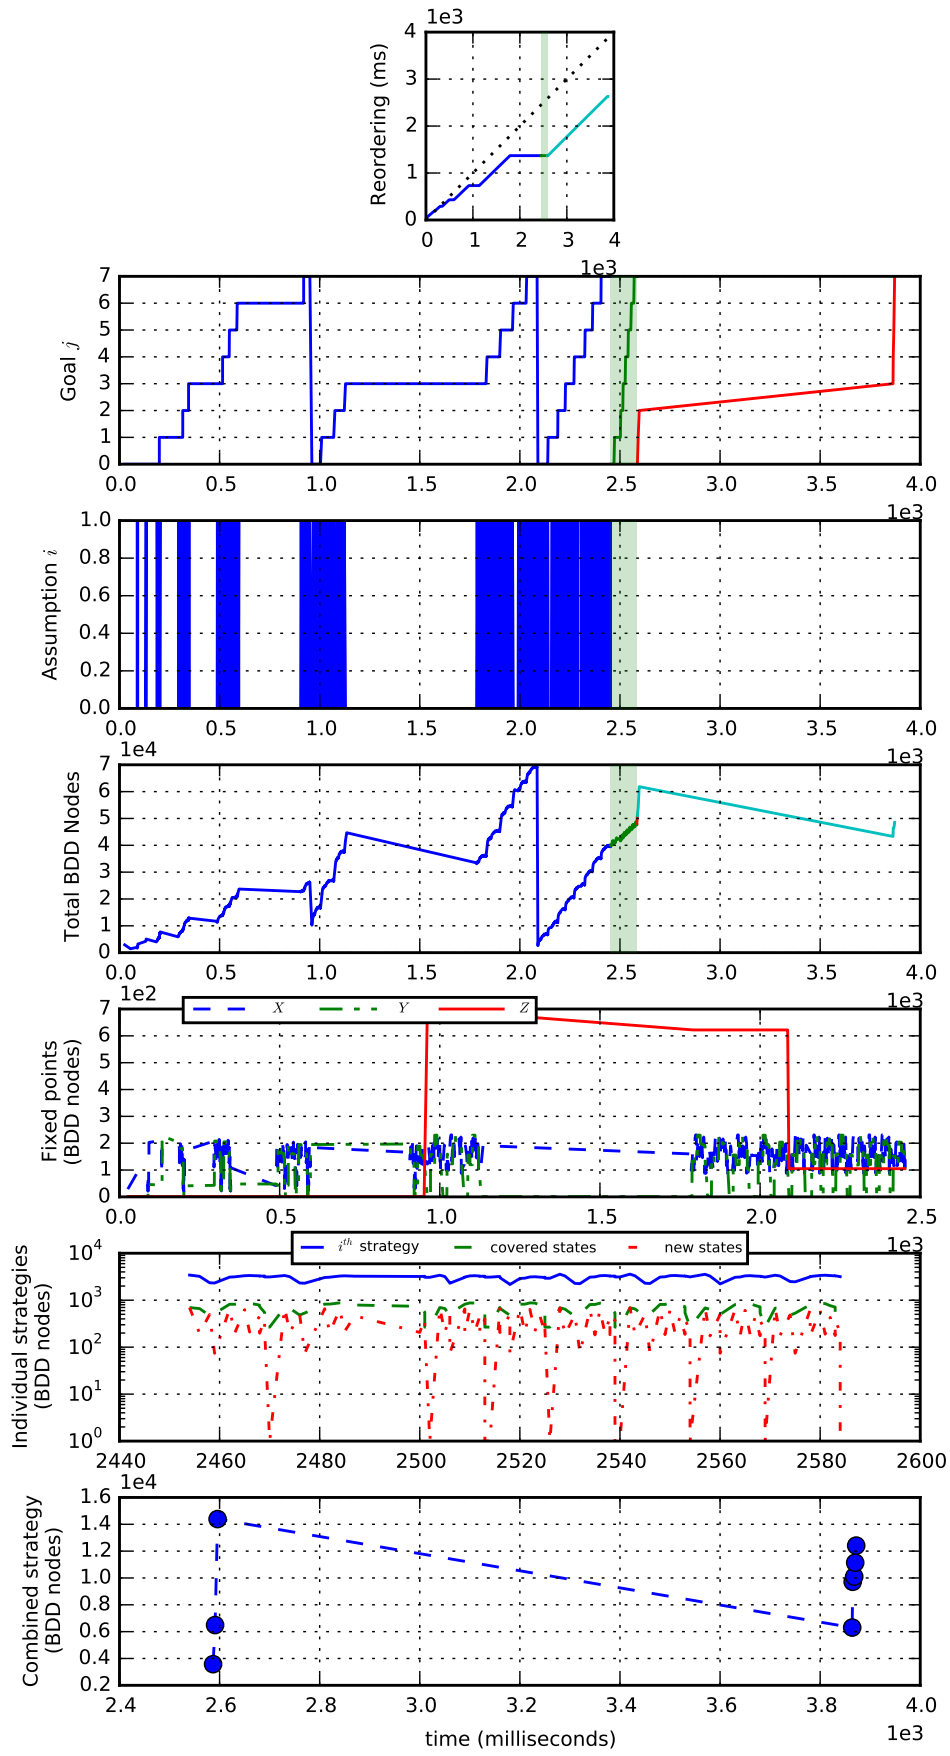 1e3
Reordering (ms)
4
3
2
1
0
0 1 2 3 4
1e3
Goal j
7
6
5
4
3
2
1
0
0.0 0.5 1.0 1.5 2.0 2.5 3.0 3.5 4.0
1e3
Assumption i
1.0
0.8
0.6
0.4
0.2
0.0
0.0 0.5 1.0 1.5 2.0 2.5 3.0 3.5 4.0
1e3
1e4
Total BDD Nodes
7
6
5
4
3
2
1
0
0.0 0.5 1.0 1.5 2.0 2.5 3.0 3.5 4.0
1e3
1e2
X Y Z
Fixed points
(BDD nodes)
7
6
5
4
3
2
1
0
0.0 0.5 1.0 1.5 2.0 2.5
1e3
i^th strategy covered states new states
Individual strategies
(BDD nodes)
10^4
10^3
10^2
10^1
10^0
2440 2460 2480 2500 2520 2540 2560 2580 2600
1e4
Combined strategy
(BDD nodes)
1.6
1.4
1.2
1.0
0.8
0.6
0.4
0.2
2.4 2.6 2.8 3.0 3.2 3.4 3.6 3.8 4.0
1e3
time (milliseconds)